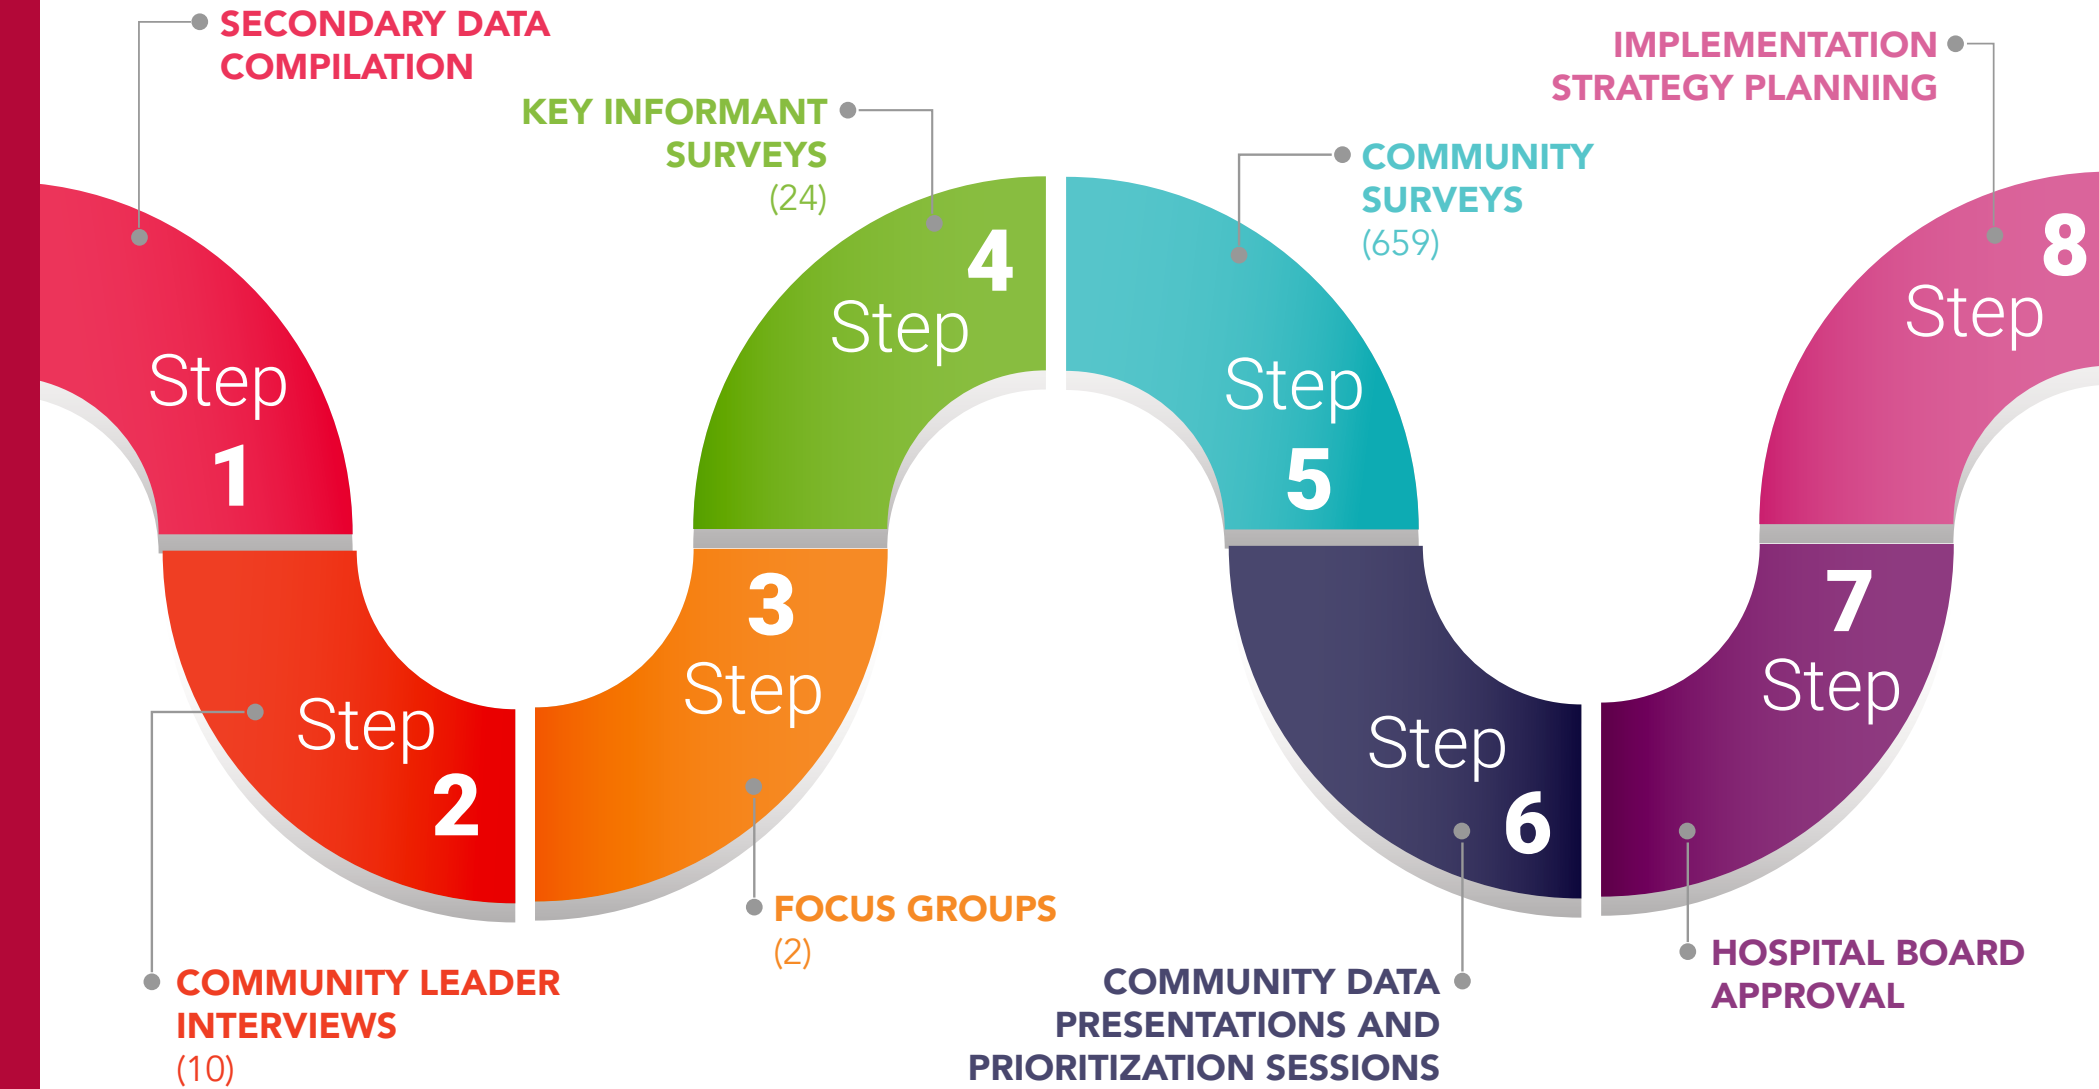 SECONDARY DATA
COMPILATION
Step
1
COMMUNITY LEADER
INTERVIEWS
(10)
Step
2
FOCUS GROUPS
(2)
3
Step
KEY INFORMANT
SURVEYS
(24)
4
Step
COMMUNITY
SURVEYS
(659)
Step
5
COMMUNITY DATA
PRESENTATIONS AND
PRIORITIZATION SESSIONS
Step
6
HOSPITAL BOARD
APPROVAL
7
Step
IMPLEMENTATION
STRATEGY PLANNING
8
Step